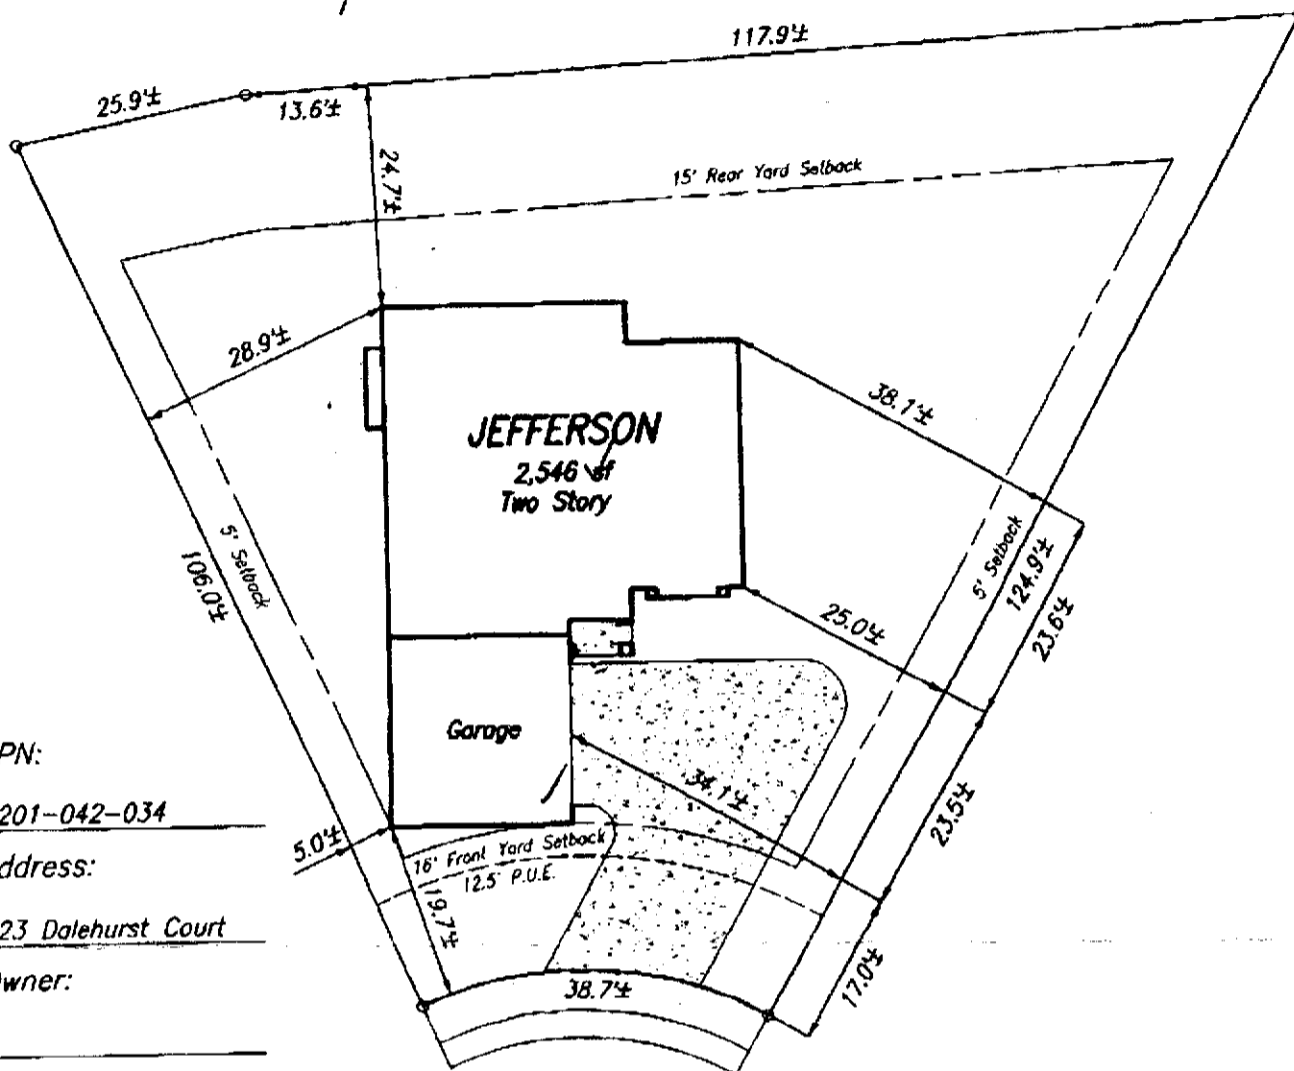 117.9'±
25.9'±
13.6'±
24.7'±
15' Rear Yard Setback
28.9'±
38.1'±
JEFFERSON
2,546 sf
Two Story
5' Setback
106.0'±
5' Setback
124.9'±
23.6'±
25.0'±
Garage
34.1'±
23.5'±
PN:
201-042-034
5.0'±
ddress:
16' Front Yard Setback
12.5' P.U.E.
19.7'±
23 Dalehurst Court
wner:
38.7'±
17.0'±